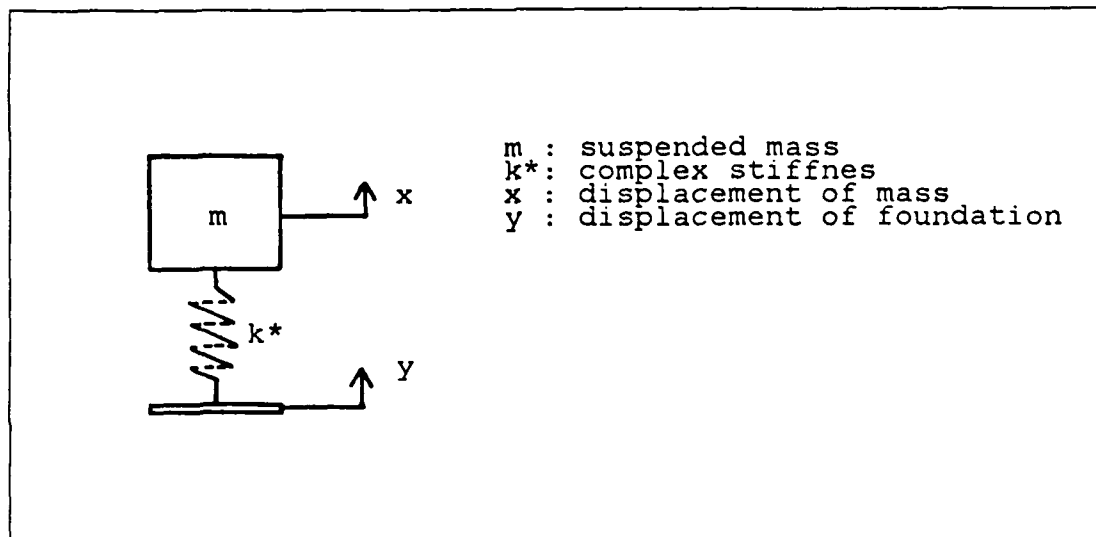 m : suspended mass
k*: complex stiffnes
x : displacement of mass
y : displacement of foundation
x
m
k*
y